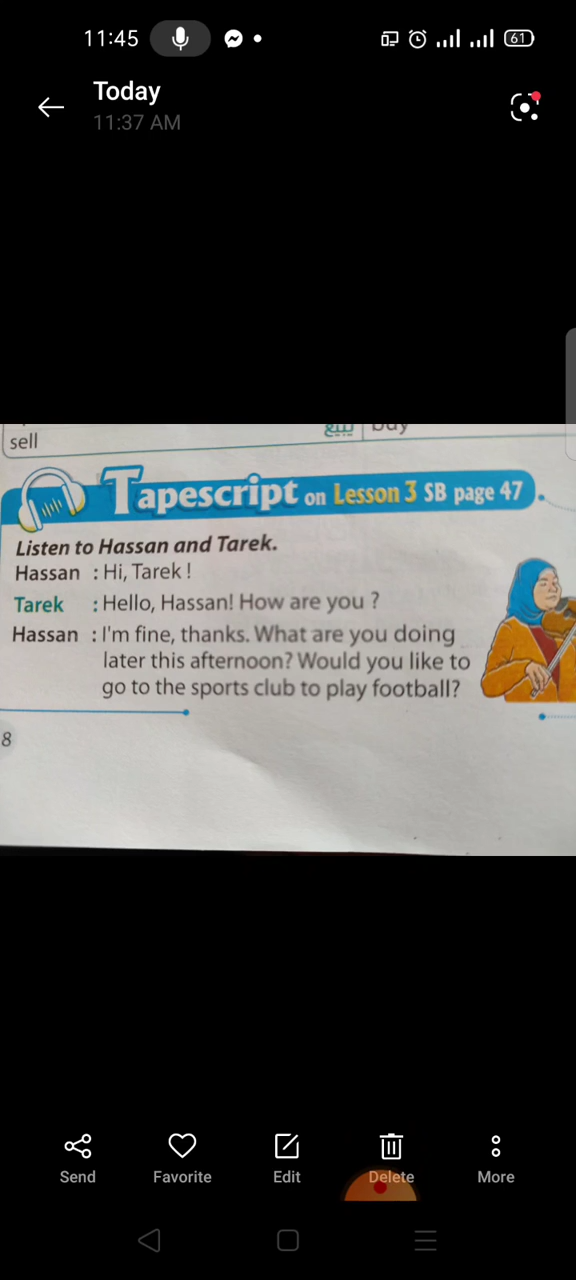 11:45
61
Today
11:37 AM
sell
يبيع
buy
Tapescript on Lesson 3 SB page 47
Listen to Hassan and Tarek.
Hassan : Hi, Tarek !
Tarek : Hello, Hassan! How are you ?
Hassan : I'm fine, thanks. What are you doing
later this afternoon? Would you like to
go to the sports club to play football?
8
Send
Favorite
Edit
Delete
More